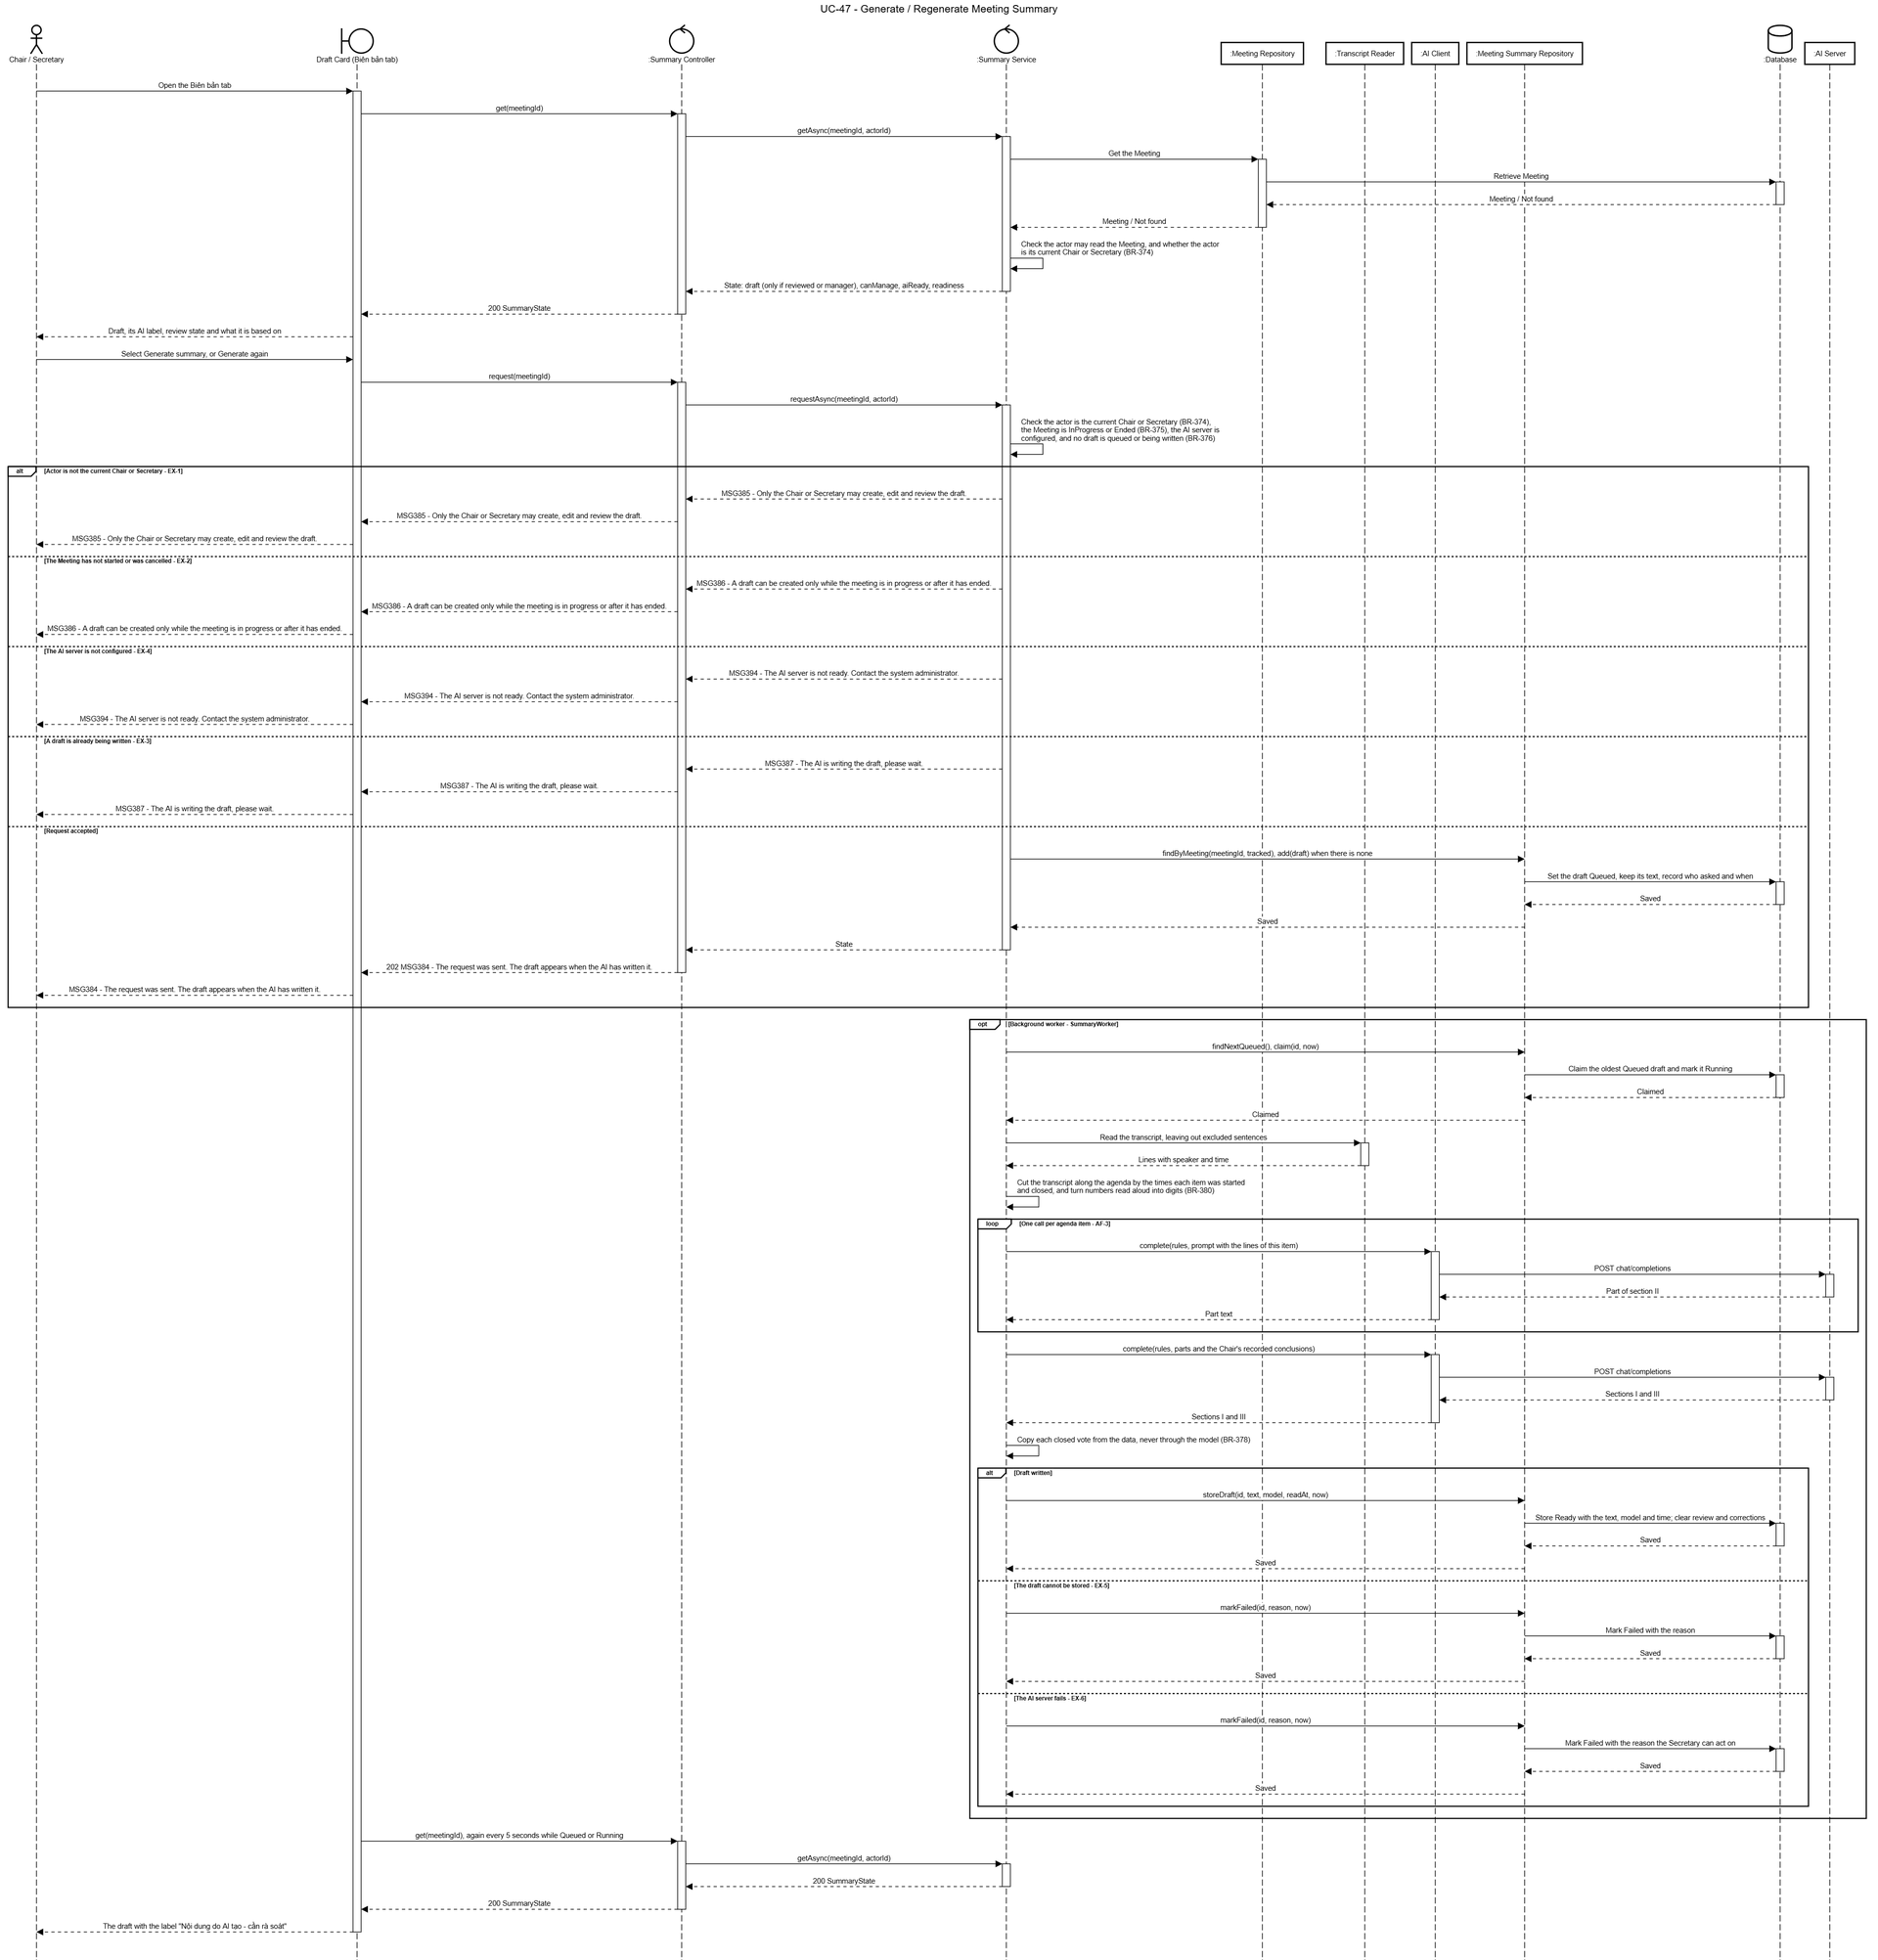 UC-47 - Generate / Regenerate Meeting Summary
Chair / Secretary
Draft Card (Biên bản tab)
:Summary Controller
:Summary Service
:Meeting Repository
:Transcript Reader
:AI Client
:Meeting Summary Repository
:Database
:AI Server
Open the Biên bản tab
get(meetingId)
getAsync(meetingId, actorId)
Get the Meeting
Retrieve Meeting
Meeting / Not found
Meeting / Not found
Check the actor may read the Meeting, and whether the actor
is its current Chair or Secretary (BR-374)
State: draft (only if reviewed or manager), canManage, aiReady, readiness
200 SummaryState
Draft, its AI label, review state and what it is based on
Select Generate summary, or Generate again
request(meetingId)
requestAsync(meetingId, actorId)
Check the actor is the current Chair or Secretary (BR-374),
the Meeting is InProgress or Ended (BR-375), the AI server is
configured, and no draft is queued or being written (BR-376)
alt
[Actor is not the current Chair or Secretary - EX-1]
MSG385 - Only the Chair or Secretary may create, edit and review the draft.
MSG385 - Only the Chair or Secretary may create, edit and review the draft.
MSG385 - Only the Chair or Secretary may create, edit and review the draft.
[The Meeting has not started or was cancelled - EX-2]
MSG386 - A draft can be created only while the meeting is in progress or after it has ended.
MSG386 - A draft can be created only while the meeting is in progress or after it has ended.
MSG386 - A draft can be created only while the meeting is in progress or after it has ended.
[The AI server is not configured - EX-4]
MSG394 - The AI server is not ready. Contact the system administrator.
MSG394 - The AI server is not ready. Contact the system administrator.
MSG394 - The AI server is not ready. Contact the system administrator.
[A draft is already being written - EX-3]
MSG387 - The AI is writing the draft, please wait.
MSG387 - The AI is writing the draft, please wait.
MSG387 - The AI is writing the draft, please wait.
[Request accepted]
findByMeeting(meetingId, tracked), add(draft) when there is none
Set the draft Queued, keep its text, record who asked and when
Saved
Saved
State
202 MSG384 - The request was sent. The draft appears when the AI has written it.
MSG384 - The request was sent. The draft appears when the AI has written it.
opt
[Background worker - SummaryWorker]
findNextQueued(), claim(id, now)
Claim the oldest Queued draft and mark it Running
Claimed
Claimed
Read the transcript, leaving out excluded sentences
Lines with speaker and time
Cut the transcript along the agenda by the times each item was started
and closed, and turn numbers read aloud into digits (BR-380)
loop
[One call per agenda item - AF-3]
complete(rules, prompt with the lines of this item)
POST chat/completions
Part of section II
Part text
complete(rules, parts and the Chair's recorded conclusions)
POST chat/completions
Sections I and III
Sections I and III
Copy each closed vote from the data, never through the model (BR-378)
alt
[Draft written]
storeDraft(id, text, model, readAt, now)
Store Ready with the text, model and time; clear review and corrections
Saved
Saved
[The draft cannot be stored - EX-5]
markFailed(id, reason, now)
Mark Failed with the reason
Saved
Saved
[The AI server fails - EX-6]
markFailed(id, reason, now)
Mark Failed with the reason the Secretary can act on
Saved
Saved
get(meetingId), again every 5 seconds while Queued or Running
getAsync(meetingId, actorId)
200 SummaryState
200 SummaryState
The draft with the label "Nội dung do AI tạo - cần rà soát"